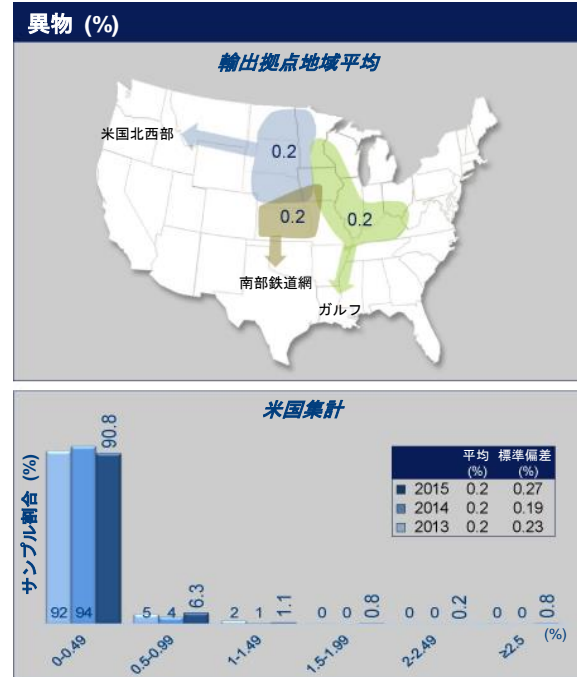 異物 (%)
輸出拠点地域平均
米国北西部
0.2
0.2
0.2
南部鉄道網
ガルフ
米国集計
サンプル割合 (%)
平均 標準偏差
(%) (%)
2015 0.2 0.27
2014 0.2 0.19
2013 0.2 0.23
92 94 90.8
5 4 6.3
2 1 1.1
0 0 0.8
0 0 0.2
0 0 0.8
(%)
0-0.49 0.5-0.99 1-1.49 1.5-1.99 2-2.49 ≥2.5